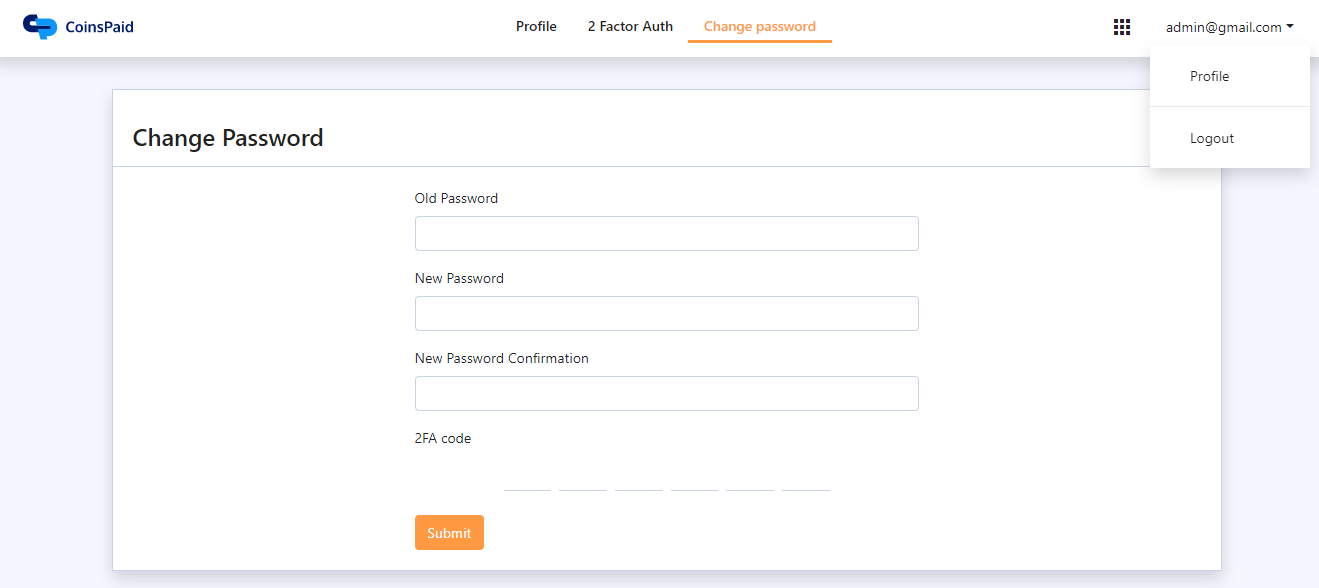 CoinsPaid
Profile
2 Factor Auth
Change password
admin@gmail.com
Profile
Logout
Change Password
Old Password
New Password
New Password Confirmation
2FA code
Submit